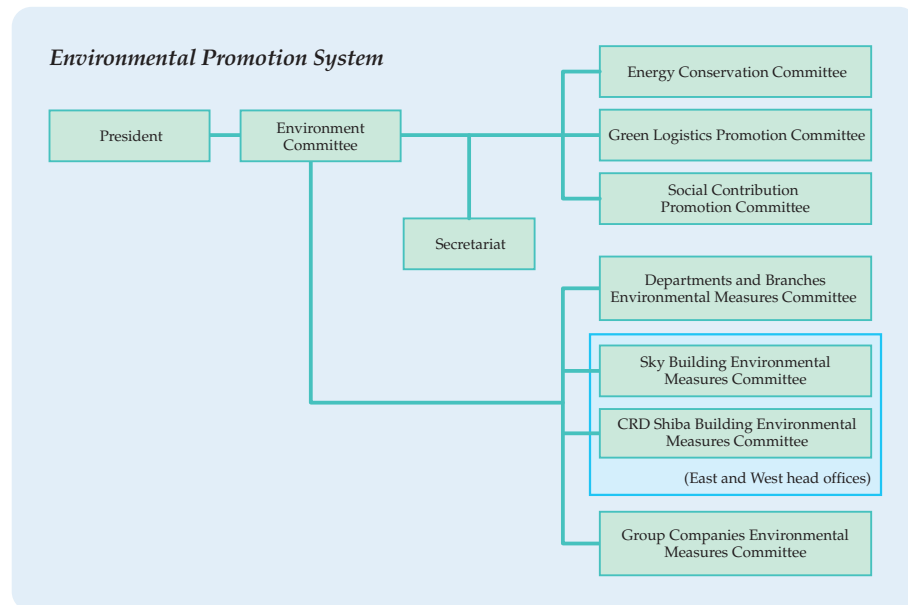 Environmental Promotion System
President
Environment
Committee
Secretariat
Energy Conservation Committee
Green Logistics Promotion Committee
Social Contribution
Promotion Committee
Departments and Branches
Environmental Measures Committee
Sky Building Environmental
Measures Committee
CRD Shiba Building Environmental
Measures Committee
(East and West head offices)
Group Companies Environmental
Measures Committee